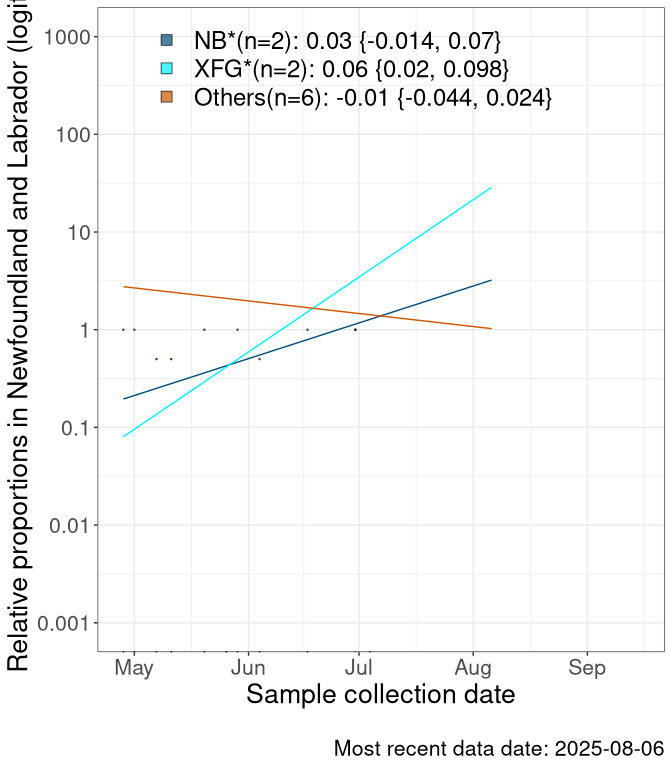 Relative proportions in Newfoundland and Labrador (logit
NB*(n=2): 0.03 {-0.014, 0.07}
XFG*(n=2): 0.06 {0.02, 0.098}
Others(n=6): -0.01 {-0.044, 0.024}
1000
100
10
1
0.1
0.01
0.001
May Jun Jul Aug Sep
Sample collection date
Most recent data date: 2025-08-06